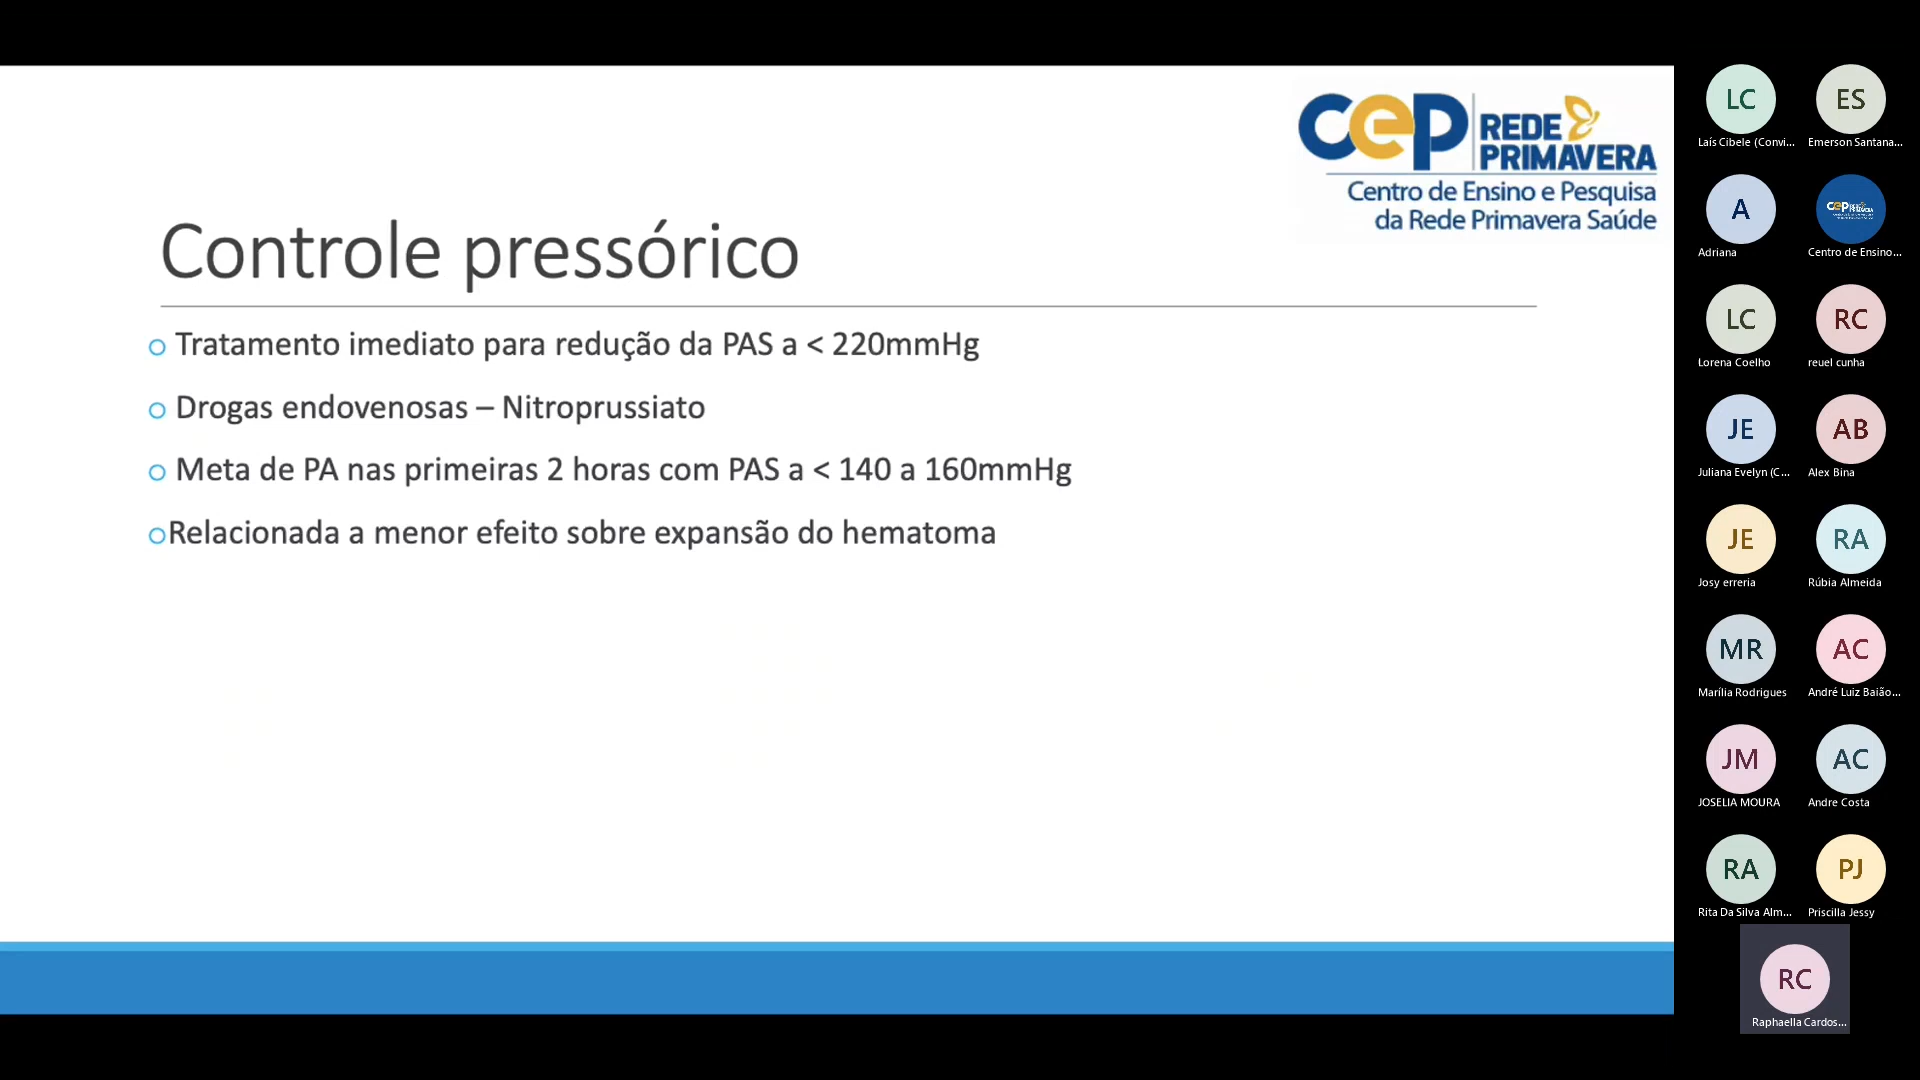 cep REDE
PRIMAVERA
Centro de Ensino e Pesquisa
da Rede Primavera Saúde
Controle pressórico
Tratamento imediato para redução da PAS a < 220mmHg
Drogas endovenosas – Nitroprussiato
Meta de PA nas primeiras 2 horas com PAS a < 140 a 160mmHg
Relacionada a menor efeito sobre expansão do hematoma
LC
Laís Cibele (Convi...
ES
Emerson Santana...
A
Adriana
Centro de Ensino...
LC
Lorena Coelho
RC
reuel cunha
JE
Juliana Evelyn (C...
AB
Alex Bina
JE
Josy erreria
RA
Rúbia Almeida
MR
Marília Rodrigues
AC
André Luiz Baião...
JM
JOSELIA MOURA
AC
Andre Costa
RA
Rita Da Silva Alm...
PJ
Priscilla Jessy
RC
Raphaella Cardos...